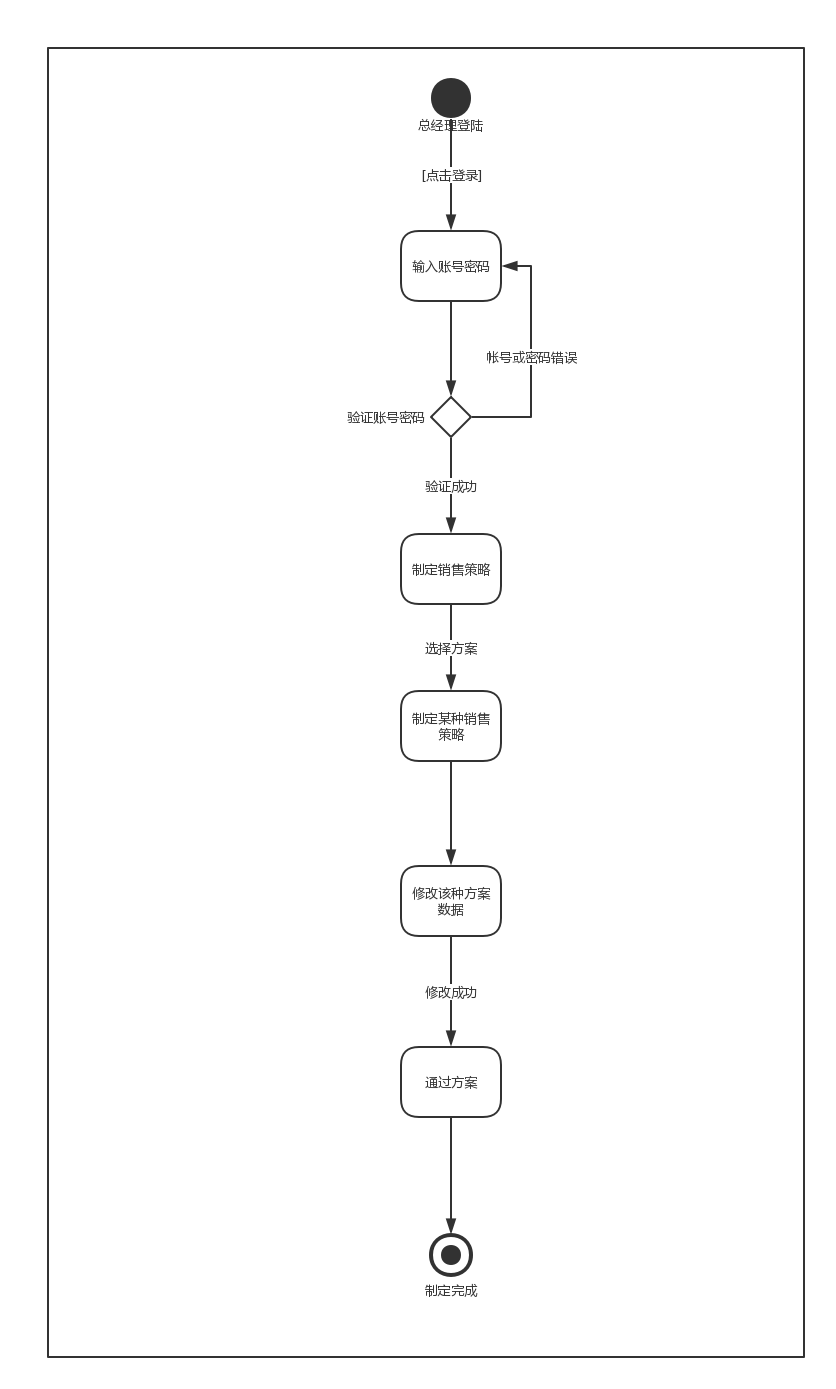 总经理登陆
[点击登录]
输入账号密码
帐号或密码错误
验证账号密码
验证成功
制定销售策略
选择方案
制定某种销售
策略
修改该种方案
数据
修改成功
通过方案
制定完成